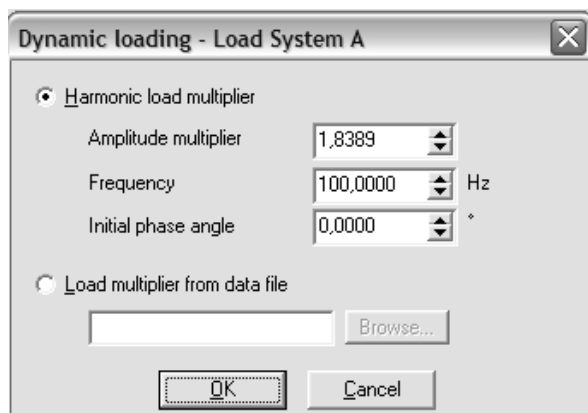 Dynamic loading - Load System A
Harmonic load multiplier
Amplitude multiplier 1,8389
Frequency 100,0000 Hz
Initial phase angle 0,0000 °
Load multiplier from data file
Browse...
OK Cancel